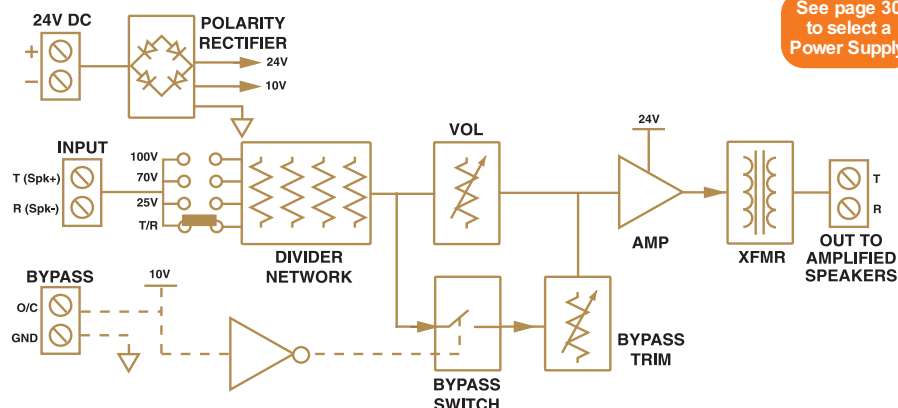 24V DC
+
−
POLARITY
RECTIFIER
24V
10V
See page 30
to select a
Power Supply
INPUT
T (Spk+)
R (Spk-)
100V
70V
25V
T/R
DIVIDER
NETWORK
VOL
24V
AMP
XFMR
T
R
OUT TO
AMPLIFIED
SPEAKERS
BYPASS
O/C
GND
10V
BYPASS
SWITCH
BYPASS
TRIM